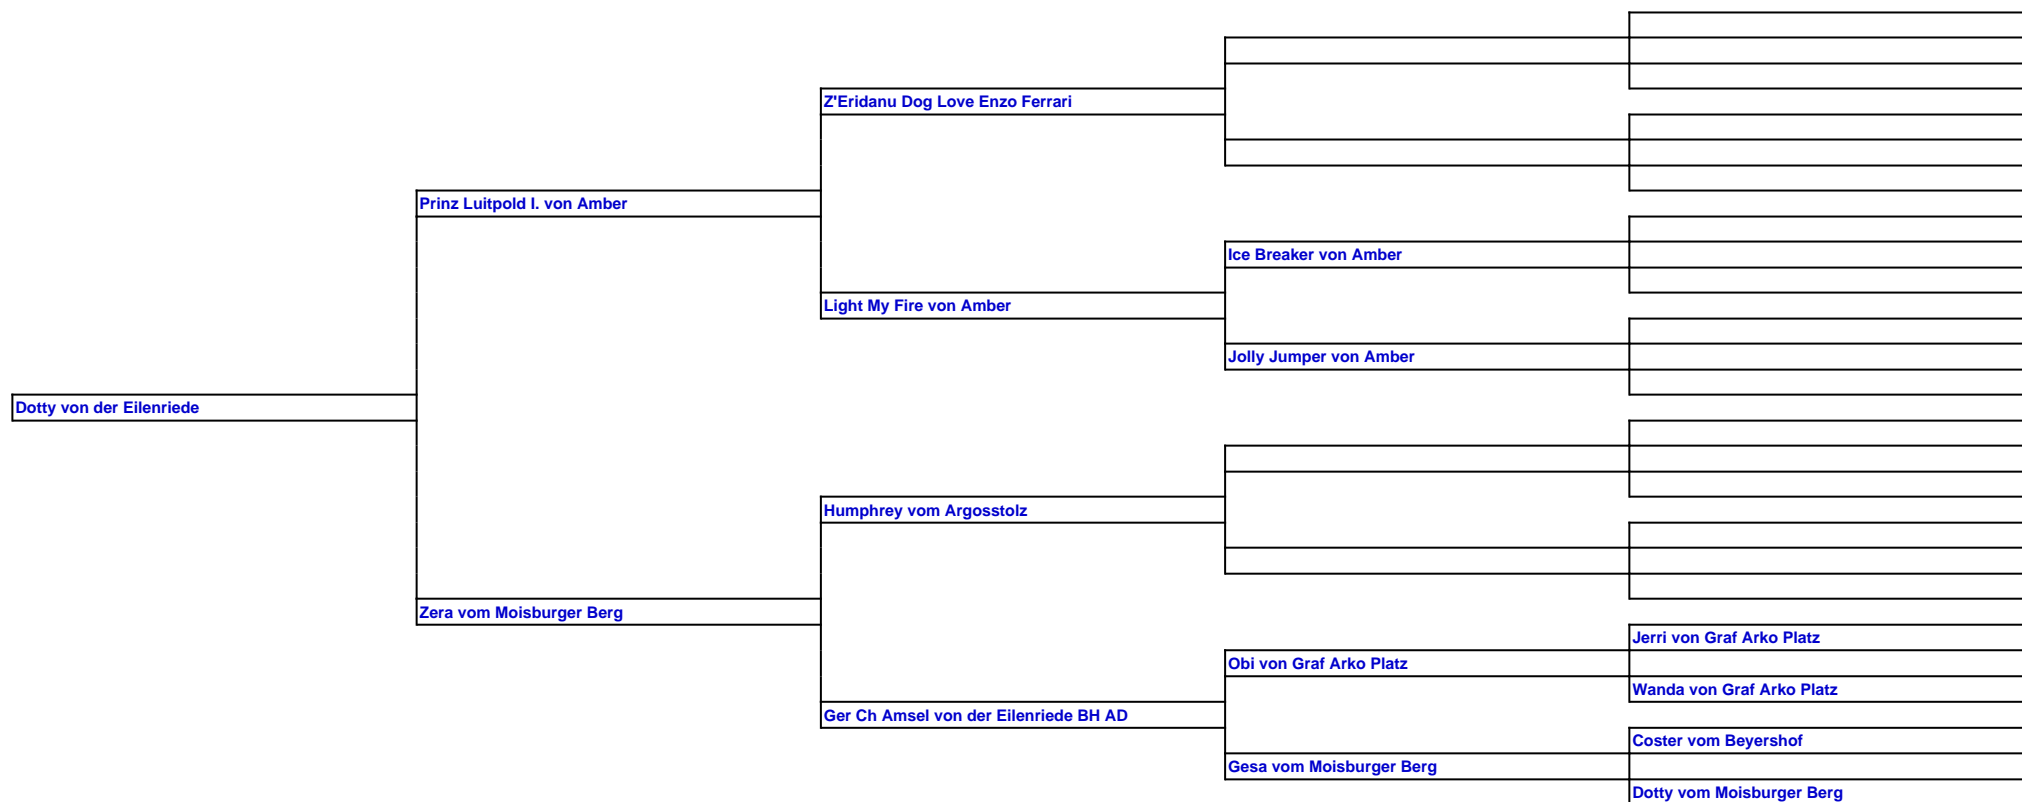 Z'Eridanu Dog Love Enzo Ferrari
Prinz Luitpold I. von Amber
Ice Breaker von Amber
Light My Fire von Amber
Jolly Jumper von Amber
Dotty von der Eilenriede
Humphrey vom Argosstolz
Zera vom Moisburger Berg
Jerri von Graf Arko Platz
Obi von Graf Arko Platz
Wanda von Graf Arko Platz
Ger Ch Amsel von der Eilenriede BH AD
Coster vom Beyershof
Gesa vom Moisburger Berg
Dotty vom Moisburger Berg